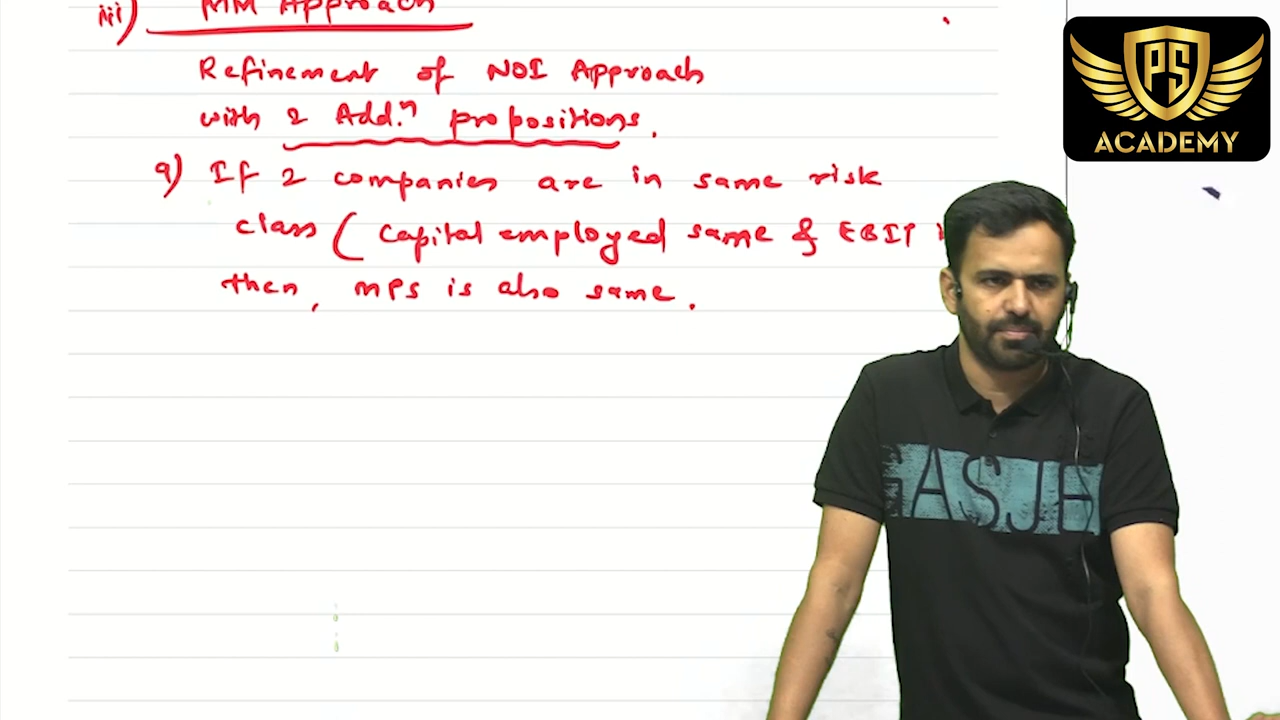 iii) MM Approach
Refinement of NOI Approach
with 2 Add.ⁿ propositions.
a) If 2 companies are in same risk
class ( capital employed same & EBIT
then, MPS is also same.
PS
ACADEMY
GASJE